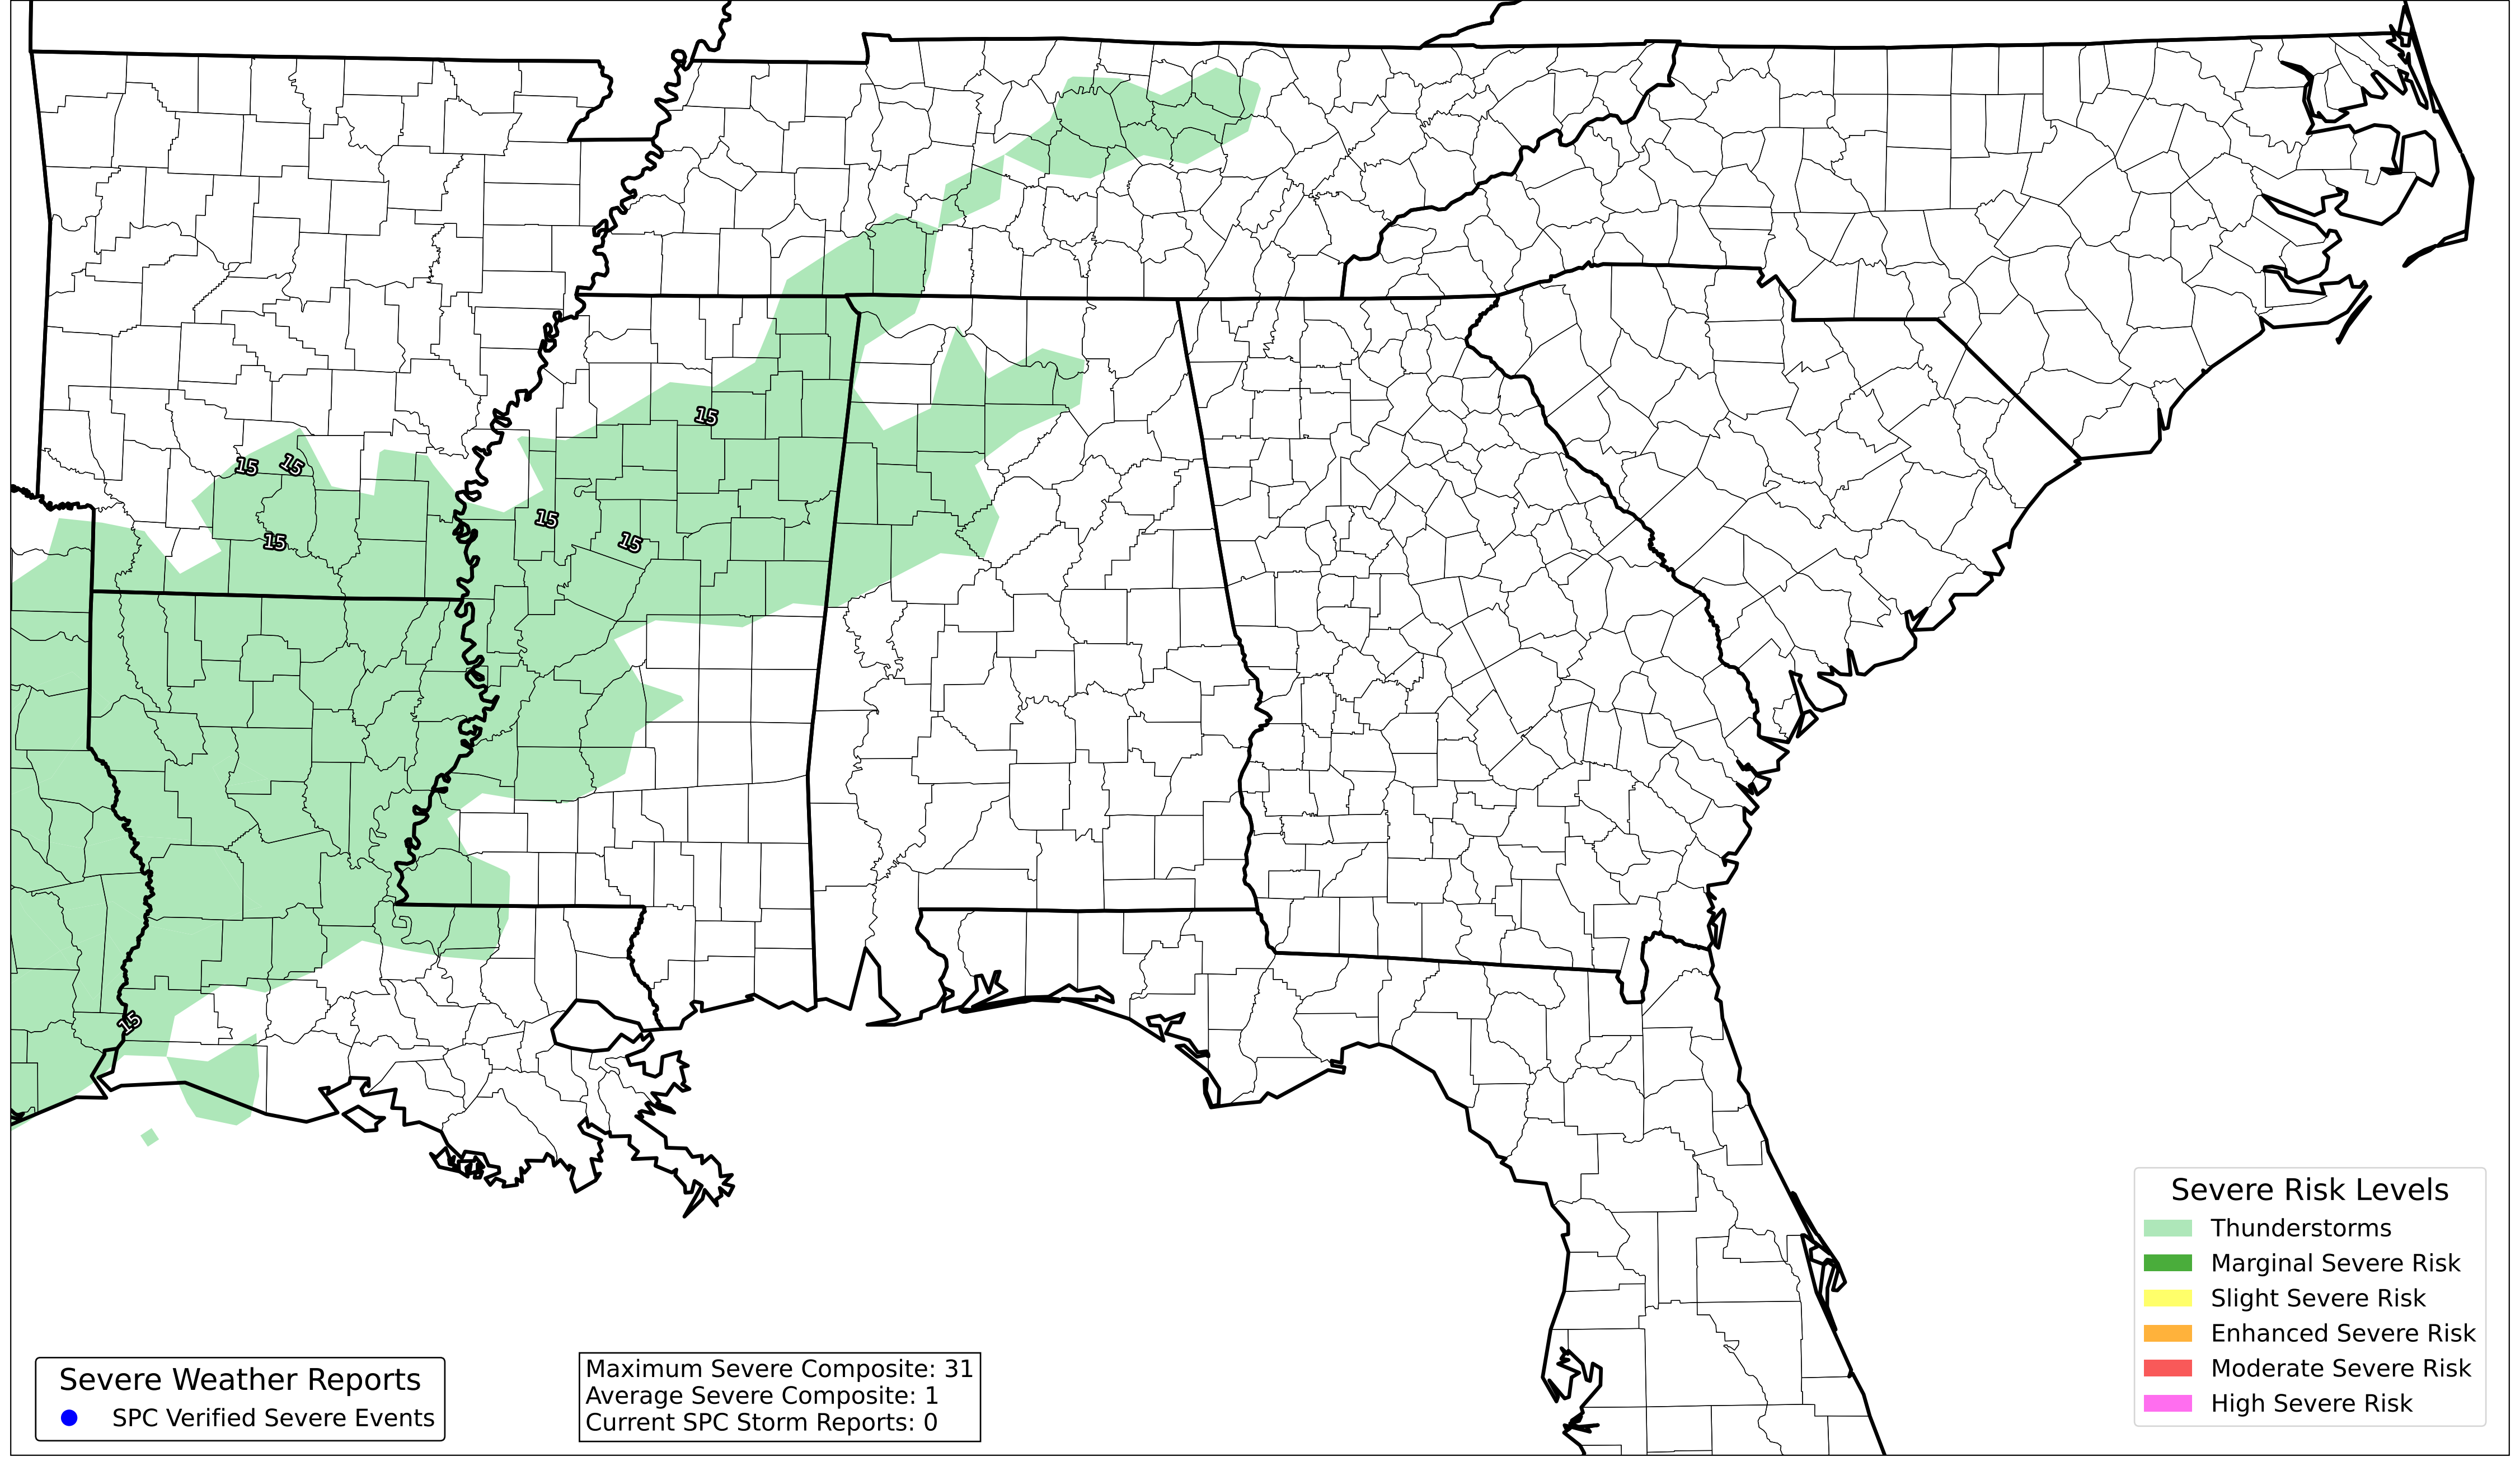 15
15
15
15
15
15
15
Severe Risk Levels
Thunderstorms
Marginal Severe Risk
Slight Severe Risk
Enhanced Severe Risk
Moderate Severe Risk
High Severe Risk
Severe Weather Reports
SPC Verified Severe Events
Maximum Severe Composite: 31
Average Severe Composite: 1
Current SPC Storm Reports: 0